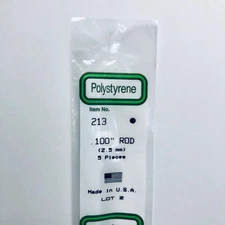 Polystyrene
Item No.
213
.100" ROD
(2.5 mm)
5 Pieces
Made In U.S.A.
LOT 2